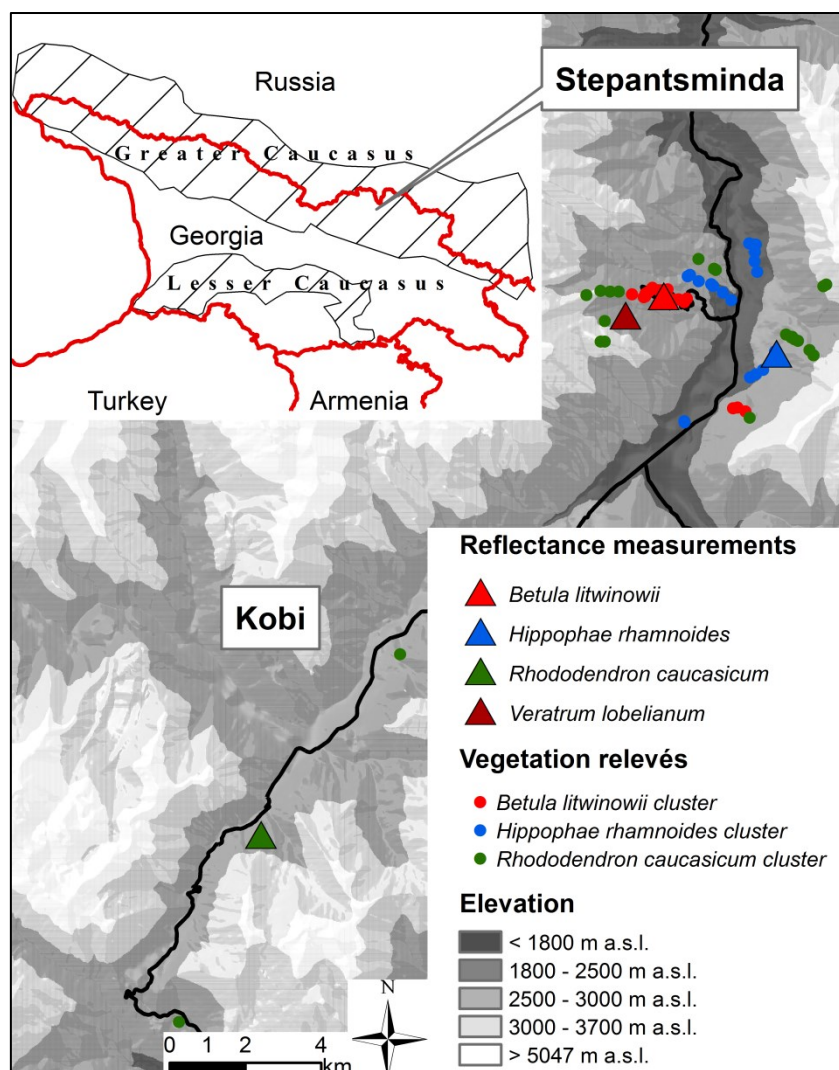 Russia
Stepantsminda
Greater Caucasus
Georgia
Lesser Caucasus
Turkey
Armenia
Kobi
Reflectance measurements
Betula litwinowii
Hippophae rhamnoides
Rhododendron caucasicum
Veratrum lobelianum
Vegetation relevés
Betula litwinowii cluster
Hippophae rhamnoides cluster
Rhododendron caucasicum cluster
Elevation
< 1800 m a.s.l.
1800 - 2500 m a.s.l.
2500 - 3000 m a.s.l.
3000 - 3700 m a.s.l.
> 5047 m a.s.l.
N
0 1 2 4
km